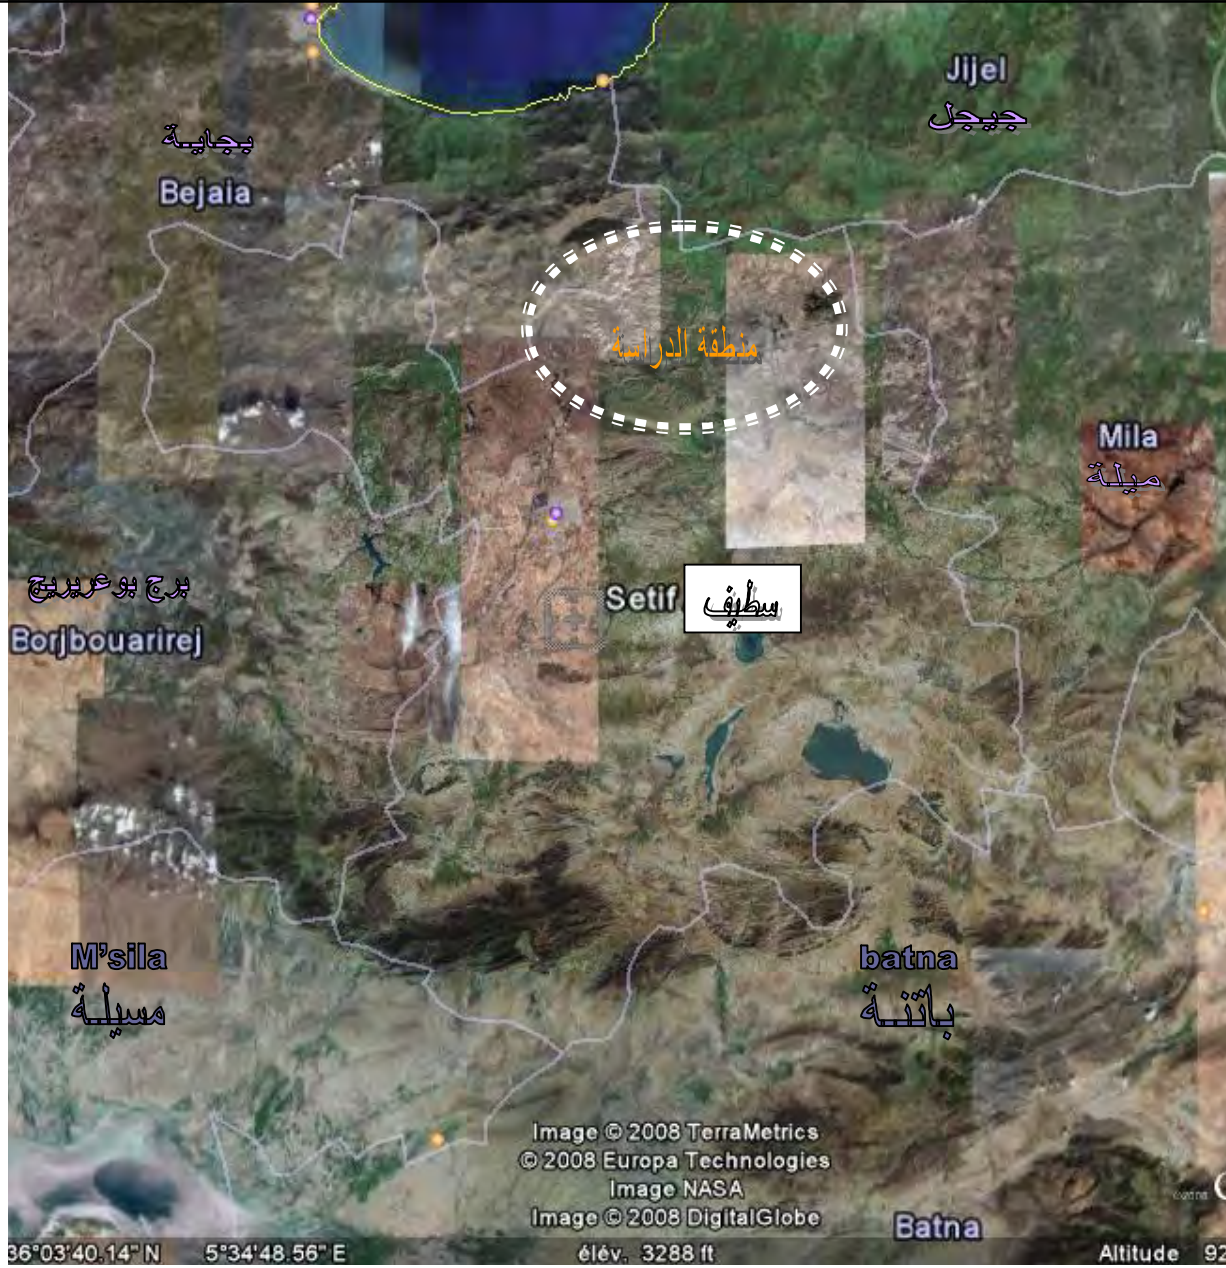 Jijel
جيجل
بجاية
Bejaia
منطقة الدراسة
Mila
ميلة
برج بوعريريج
Borjbouarirej
Setif
سطيف
M'sila
مسيلة
batna
باتنة
Image © 2008 TerraMetrics
© 2008 Europa Technologies
Image NASA
Image © 2008 DigitalGlobe
Batna
36°03'40.14" N 5°34'48.56" E élév. 3288 ft Altitude 92